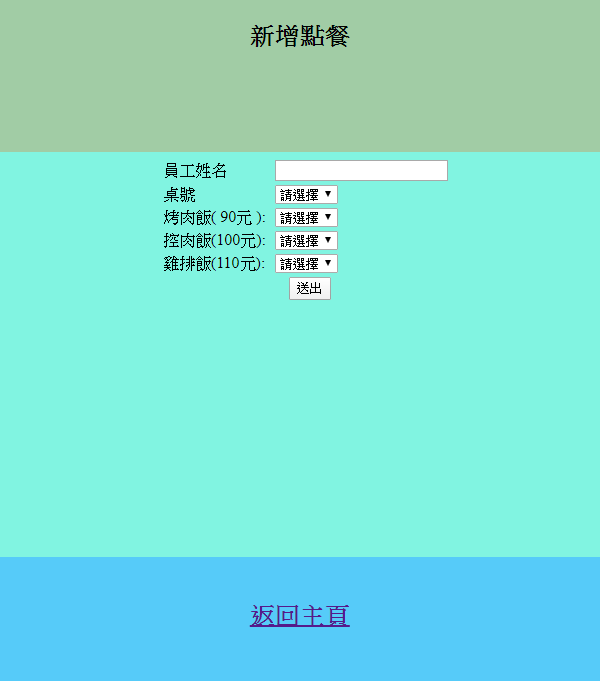 新增點餐
員工姓名
桌號 請選擇
烤肉飯( 90元 ): 請選擇
控肉飯(100元): 請選擇
雞排飯(110元): 請選擇
送出
返回主頁